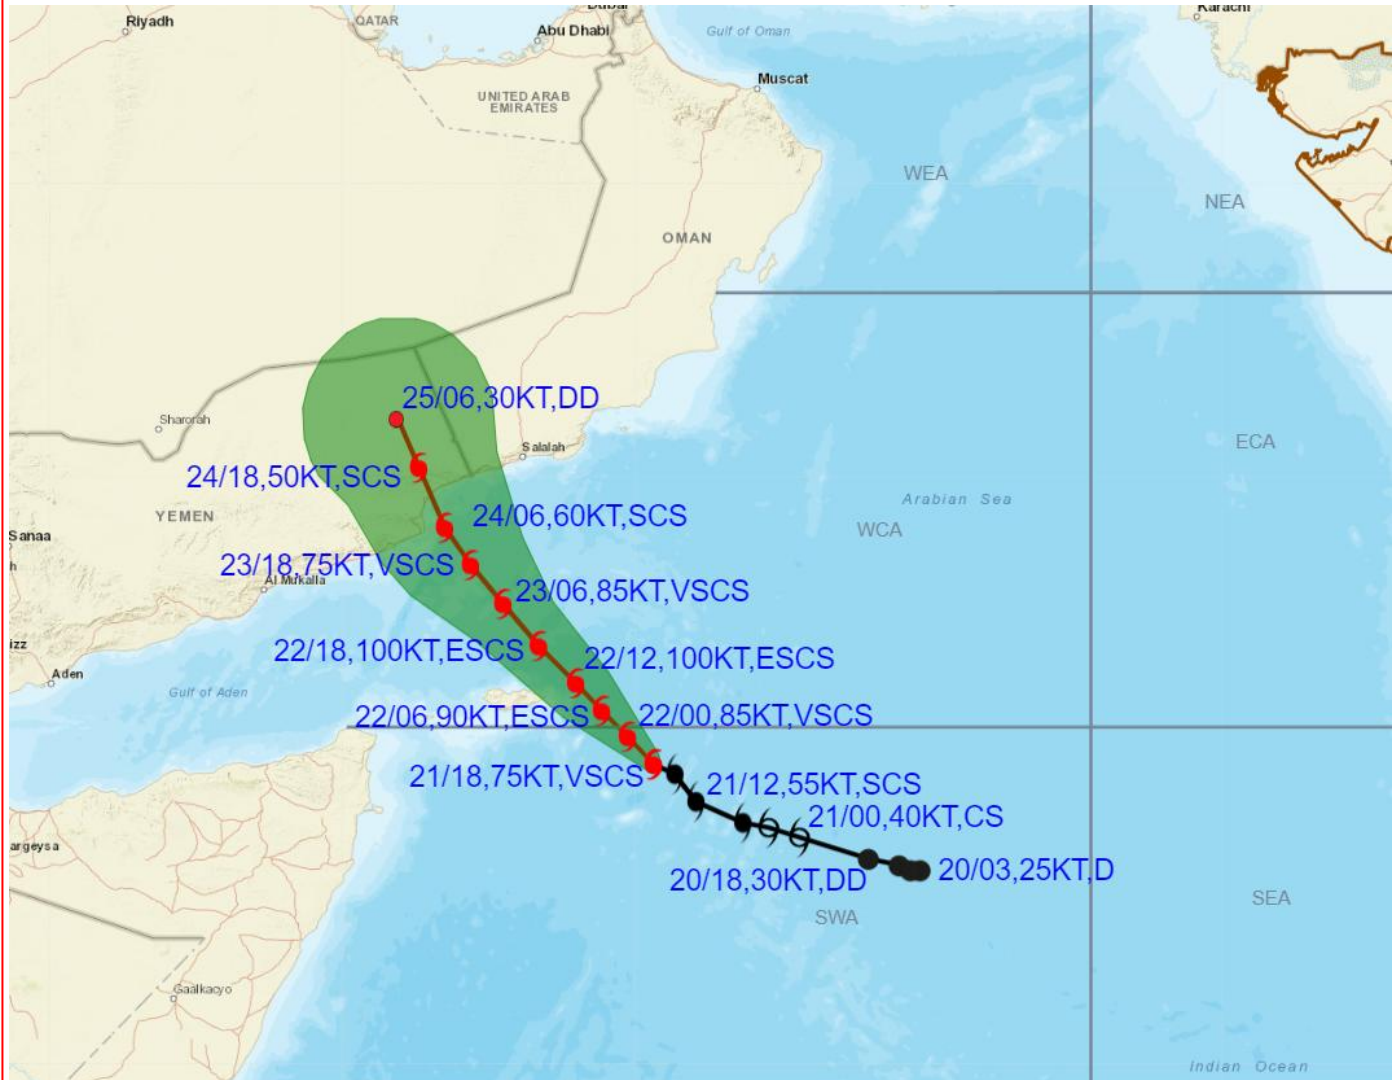 Dubai
Karachi
Riyadh
QATAR
Abu Dhabi
Gulf of Oman
Muscat
UNITED ARAB
EMIRATES
WEA
NEA
OMAN
25/06,30KT,DD
Sharorah
Salalah
ECA
24/18,50KT,SCS
Arabian Sea
YEMEN
24/06,60KT,SCS
WCA
Sanaa
h
23/18,75KT,VSCS
Al Mukalla
23/06,85KT,VSCS
izz
22/18,100KT,ESCS
22/12,100KT,ESCS
Aden
Gulf of Aden
22/06,90KT,ESCS
22/00,85KT,VSCS
21/18,75KT,VSCS
21/12,55KT,SCS
21/00,40KT,CS
argeysa
20/18,30KT,DD
20/03,25KT,D
SWA
SEA
Gaalkacyo
Indian Ocean